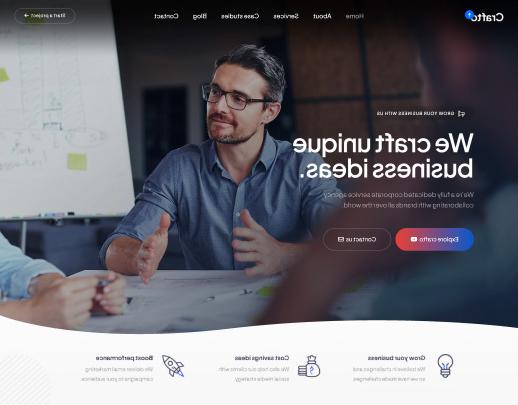 Crafto
Home About Services Case studies Blog Contact
Start a project
GROW YOUR BUSINESS WITH US
We craft unique
business ideas.
We're a fully dedicated corporate service agency
collaborating with brands all over the world.
Explore crafto
Contact us
Grow your business
We believe in challenges and
so we have made challenges
Cost savings ideas
We also help our clients with
social media strategy.
Boost performance
We deliver email marketing
campaigns to your audience.